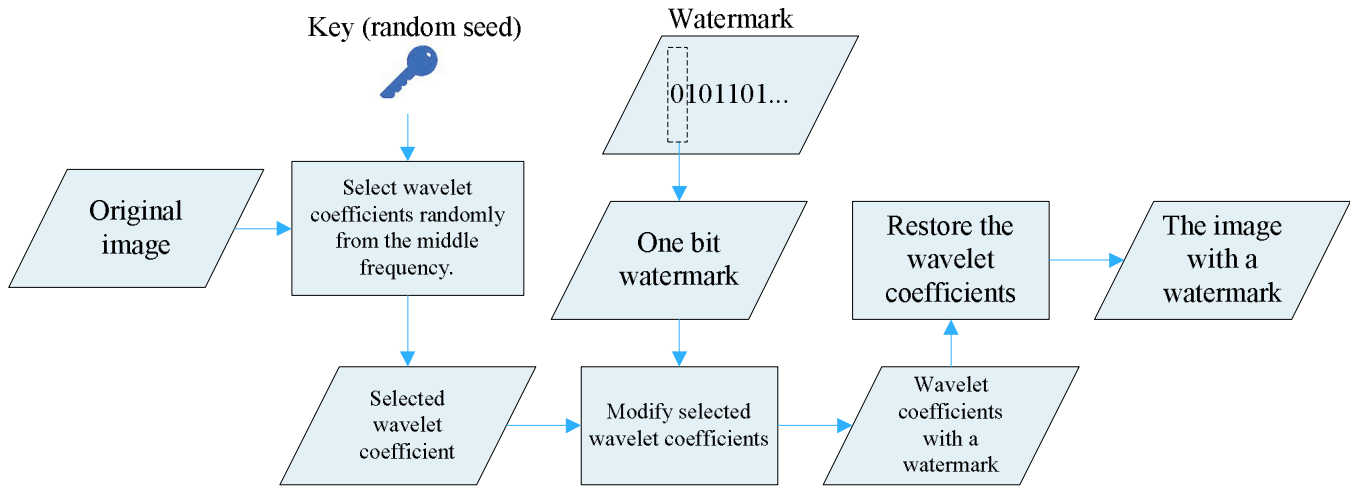 Key (random seed)
Watermark
0101101...
Original
image
Select wavelet
coefficients randomly
from the middle
frequency.
One bit
watermark
Restore the
wavelet
coefficients
The image
with a
watermark
Selected
wavelet
coefficient
Modify selected
wavelet coefficients
Wavelet
coefficients
with a
watermark